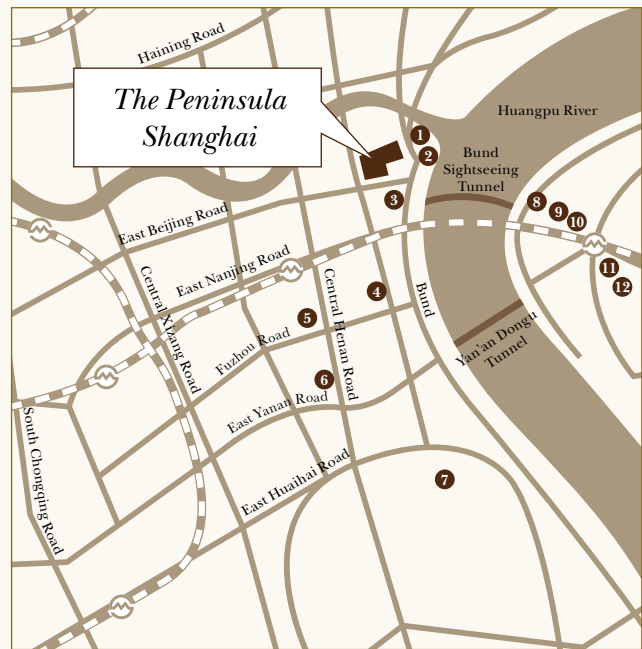 Haining Road
The Peninsula
Shanghai
Huangpu River
1
2
Bund
Sightseeing
Tunnel
3
8
9
10
East Beijing Road
11
12
East Nanjing Road
Central Xizang Road
Central Henan Road
4
Bund
5
Fuzhou Road
Yan'an Dongu
Tunnel
6
East Yanan Road
South Chongqing Road
East Huaihai Road
7